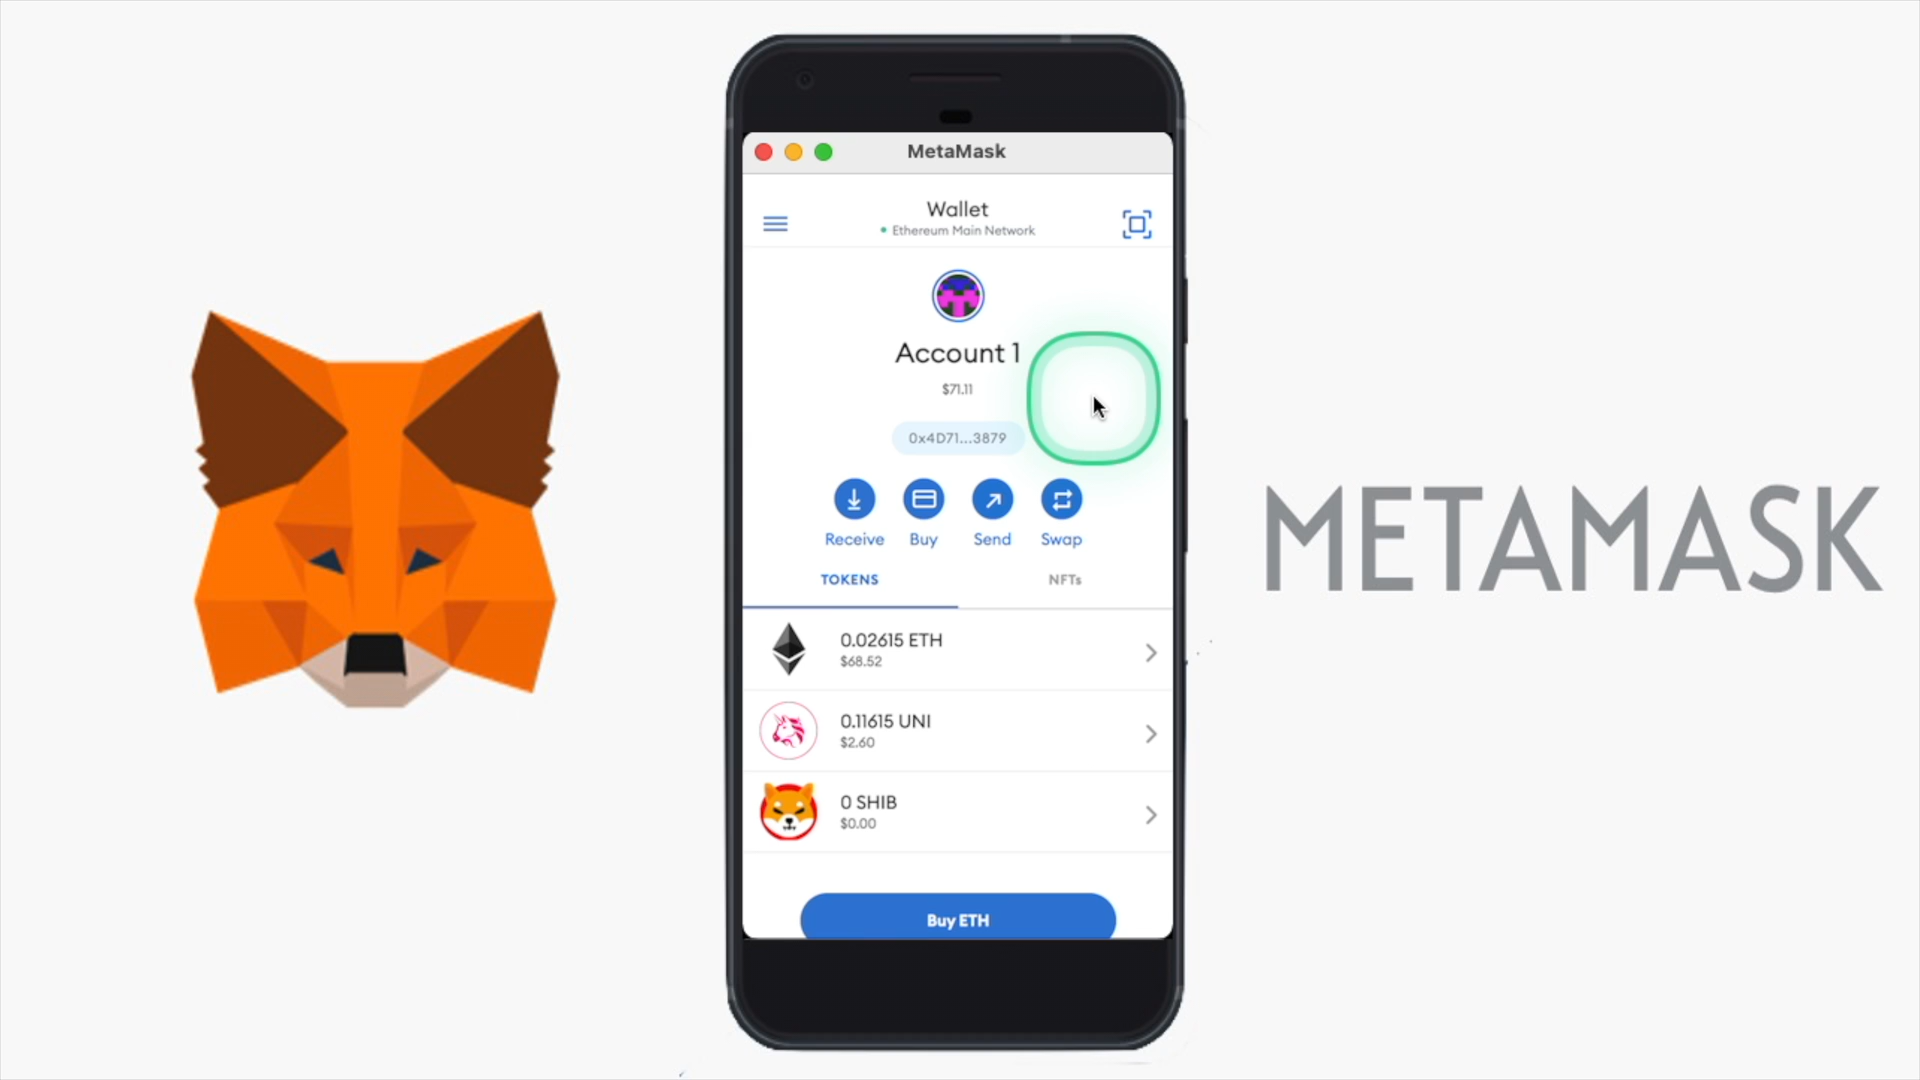 MetaMask
Wallet
Ethereum Main Network
Account 1
$71.11
0x4D71...3879
Receive Buy Send Swap
TOKENS NFTs
0.02615 ETH
$68.52
0.11615 UNI
$2.60
0 SHIB
$0.00
Buy ETH
METAMASK